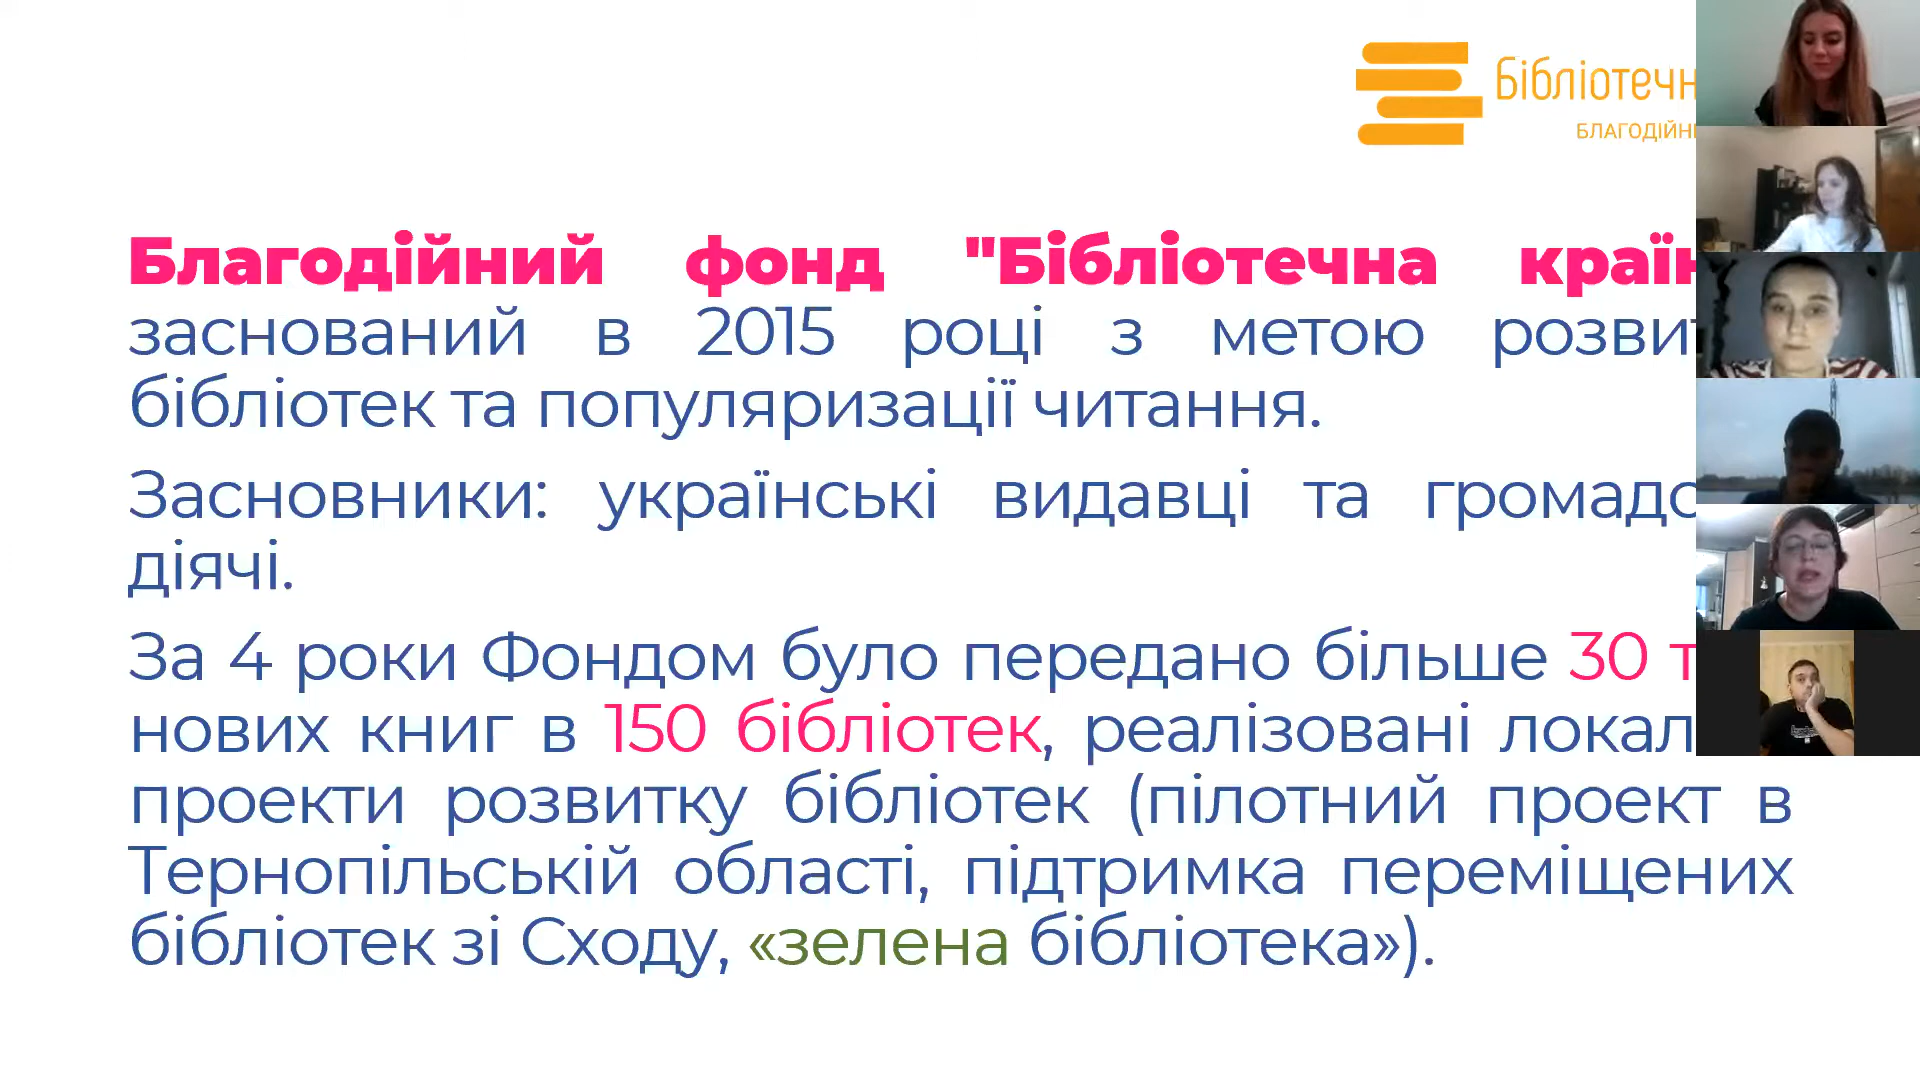 Бібліотечн
БЛАГОДІЙН
Благодійний фонд "Бібліотечна країн
заснований в 2015 році з метою розви
бібліотек та популяризації читання.
Засновники: українські видавці та громадс
діячі.
За 4 роки Фондом було передано більше 30 т
нових книг в 150 бібліотек, реалізовані локал
проекти розвитку бібліотек (пілотний проект в
Тернопільській області, підтримка переміщених
бібліотек зі Сходу, «зелена бібліотека»).